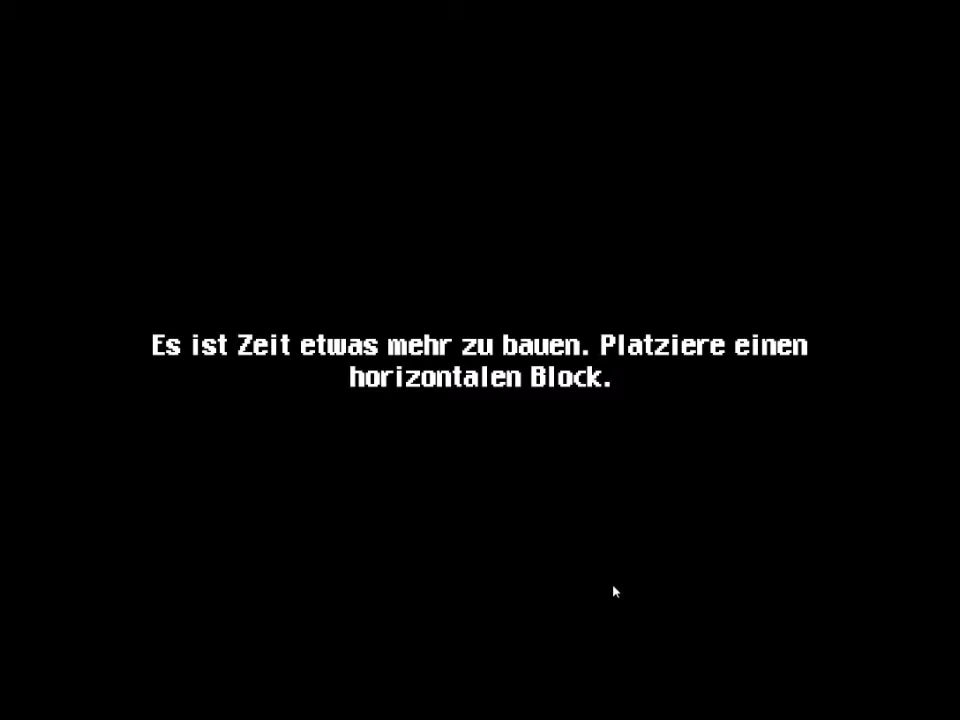 Es ist Zeit etwas mehr zu bauen. Platziere einen
horizontalen Block.